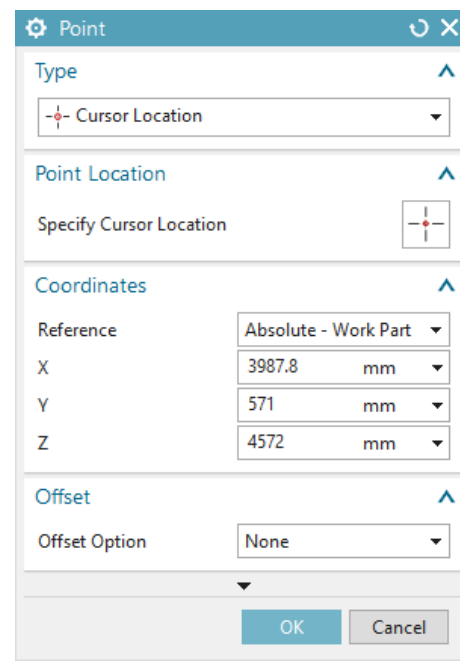 Point
Type
Cursor Location
Point Location
Specify Cursor Location
Coordinates
Reference Absolute - Work Part
X 3987.8 mm
Y 571 mm
Z 4572 mm
Offset
Offset Option None
OK Cancel